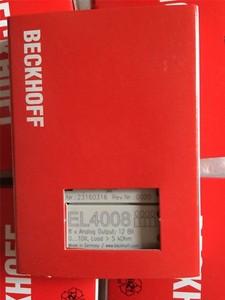 BECKHOFF
Nr.: 23160316 Rev.Nr. 0000
EL4008
8 x Analog Output; 12 Bit
0...10V, Load > 5 kOhm
Made in Germany / www.beckhoff.com